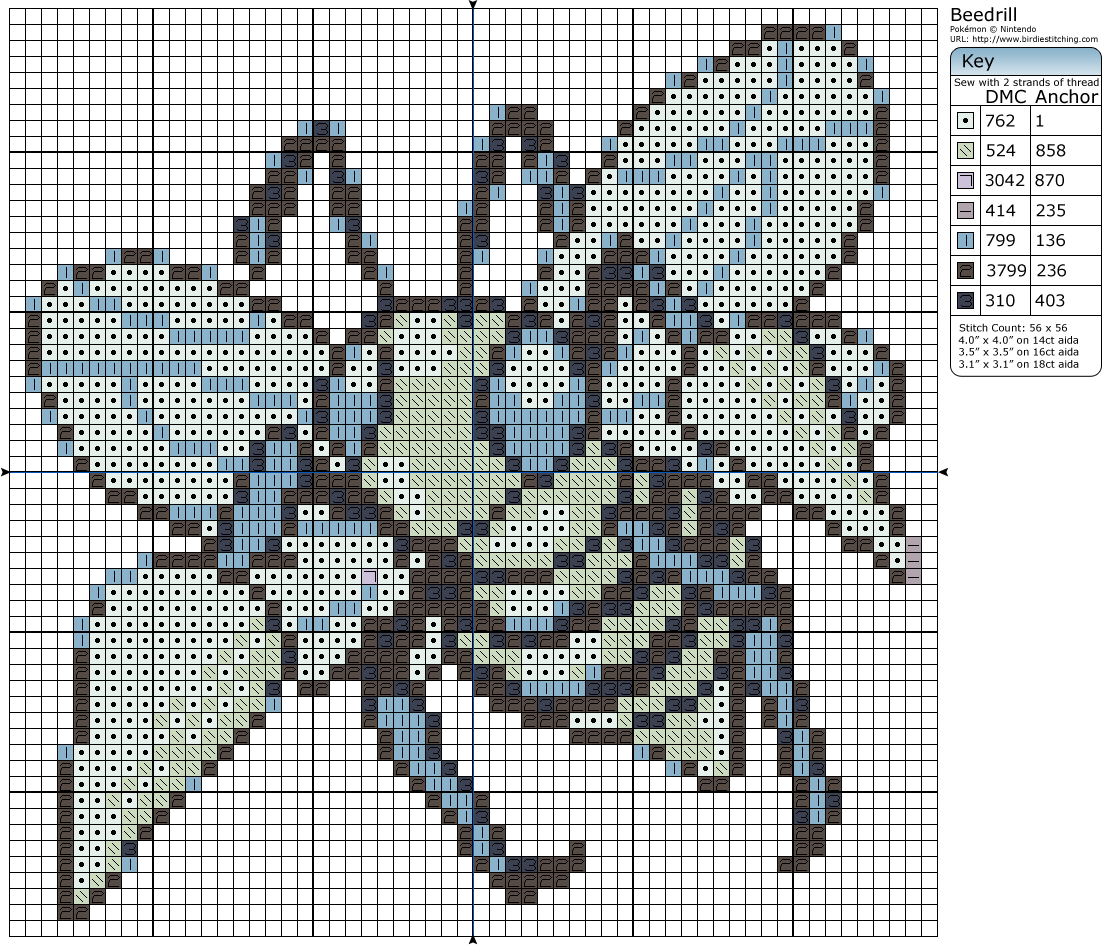 Beedrill
Pokémon © Nintendo
URL: http://www.birdiestitching.com
Key
Sew with 2 strands of thread
DMC Anchor
762 1
524 858
3042 870
414 235
799 136
3799 236
310 403
Stitch Count: 56 x 56
4.0” x 4.0” on 14ct aida
3.5” x 3.5” on 16ct aida
3.1” x 3.1” on 18ct aida